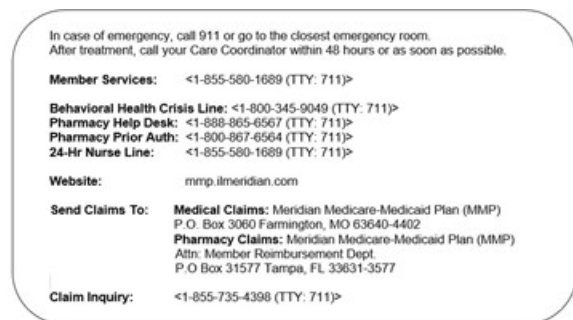 In case of emergency, call 911 or go to the closest emergency room.
After treatment, call your Care Coordinator within 48 hours or as soon as possible.
Member Services: <1-855-580-1689 (TTY: 711)>
Behavioral Health Crisis Line: <1-800-345-9049 (TTY: 711)>
Pharmacy Help Desk: <1-888-865-6567 (TTY: 711)>
Pharmacy Prior Auth: <1-800-867-6564 (TTY: 711)>
24-Hr Nurse Line: <1-855-580-1689 (TTY: 711)>
Website: mmp.ilmeridian.com
Send Claims To: Medical Claims: Meridian Medicare-Medicaid Plan (MMP)
P.O. Box 3060 Farmington, MO 63640-4402
Pharmacy Claims: Meridian Medicare-Medicaid Plan (MMP)
Attn: Member Reimbursement Dept.
P.O Box 31577 Tampa, FL 33631-3577
Claim Inquiry: <1-855-735-4398 (TTY: 711)>